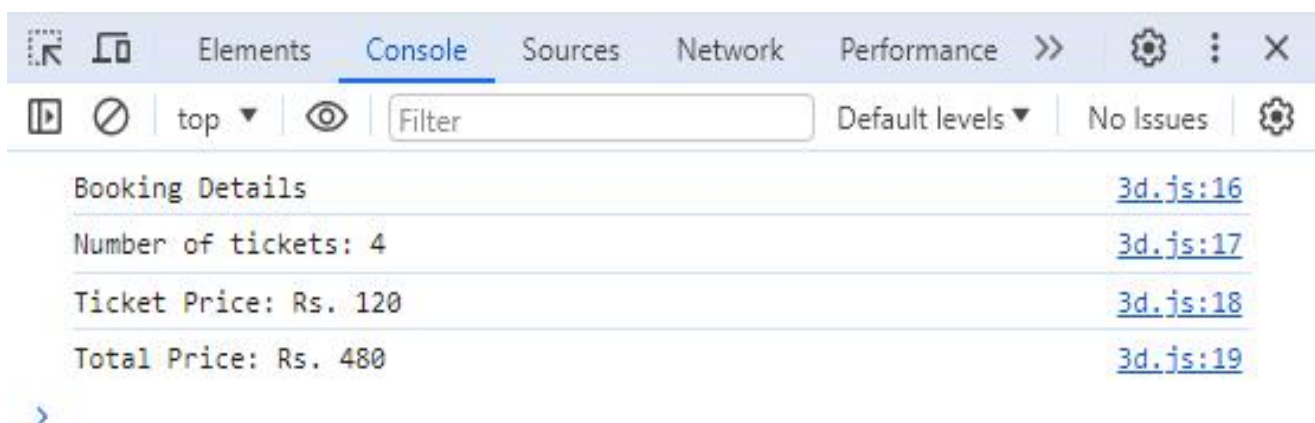 Elements Console Sources Network Performance
top Filter Default levels No Issues
Booking Details 3d.js:16
Number of tickets: 4 3d.js:17
Ticket Price: Rs. 120 3d.js:18
Total Price: Rs. 480 3d.js:19